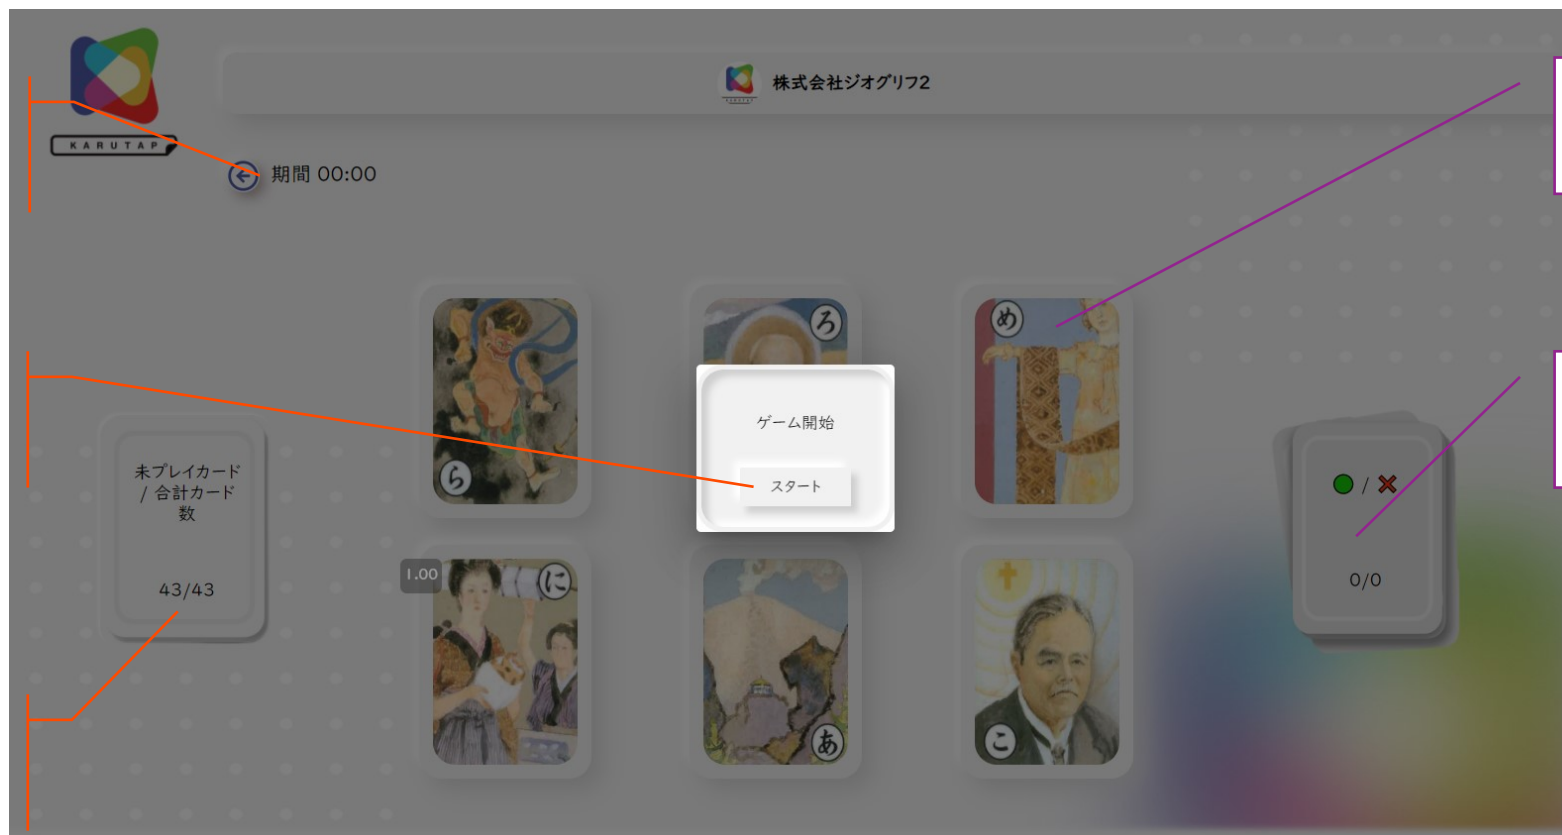 KARUTAP
株式会社ジオグリフ2
期間 00:00
ら
ろ
め
ゲーム開始
スタート
未プレイカード
/ 合計カード
数
43/43
1.00
に
あ
こ
/
0/0